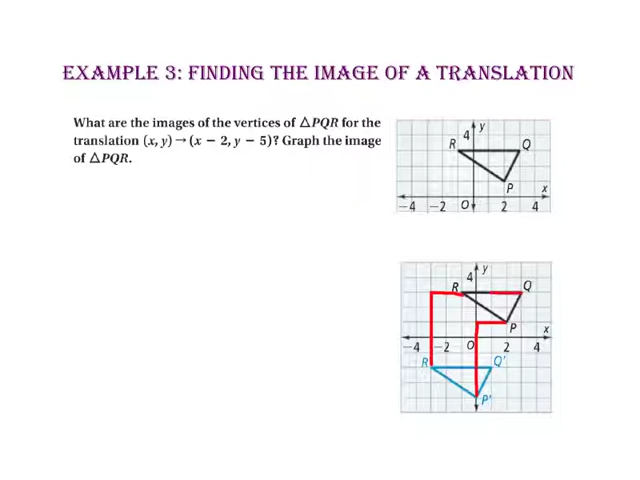 EXAMPLE 3: FINDING THE IMAGE OF A TRANSLATION
What are the images of the vertices of △PQR for the
translation (x, y) → (x − 2, y − 5)? Graph the image
of △PQR.
4 y
R Q
P x
−4 −2 O 2 4
4 y
R Q
P x
−4 −2 O 2 4
R Q'
P'